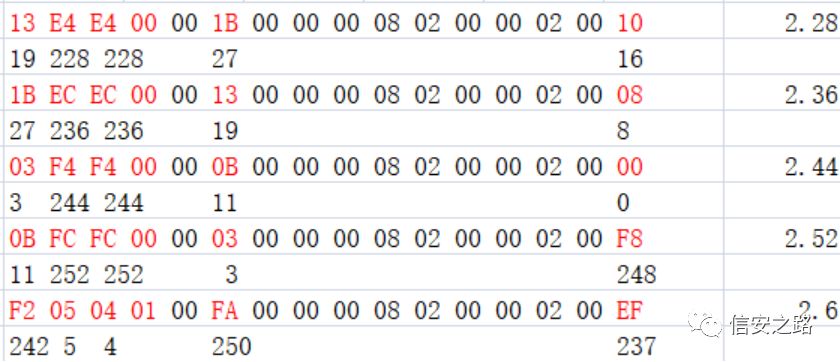 13 E4 E4 00 00 1B 00 00 00 08 02 00 00 02 00 10 2.28
19 228 228 27 16
1B EC EC 00 00 13 00 00 00 08 02 00 00 02 00 08 2.36
27 236 236 19 8
03 F4 F4 00 00 0B 00 00 00 08 02 00 00 02 00 00 2.44
3 244 244 11 0
0B FC FC 00 00 03 00 00 00 08 02 00 00 02 00 F8 2.52
11 252 252 3 248
F2 05 04 01 00 FA 00 00 00 08 02 00 00 02 00 EF 2.6
信安之路
242 5 4 250 237